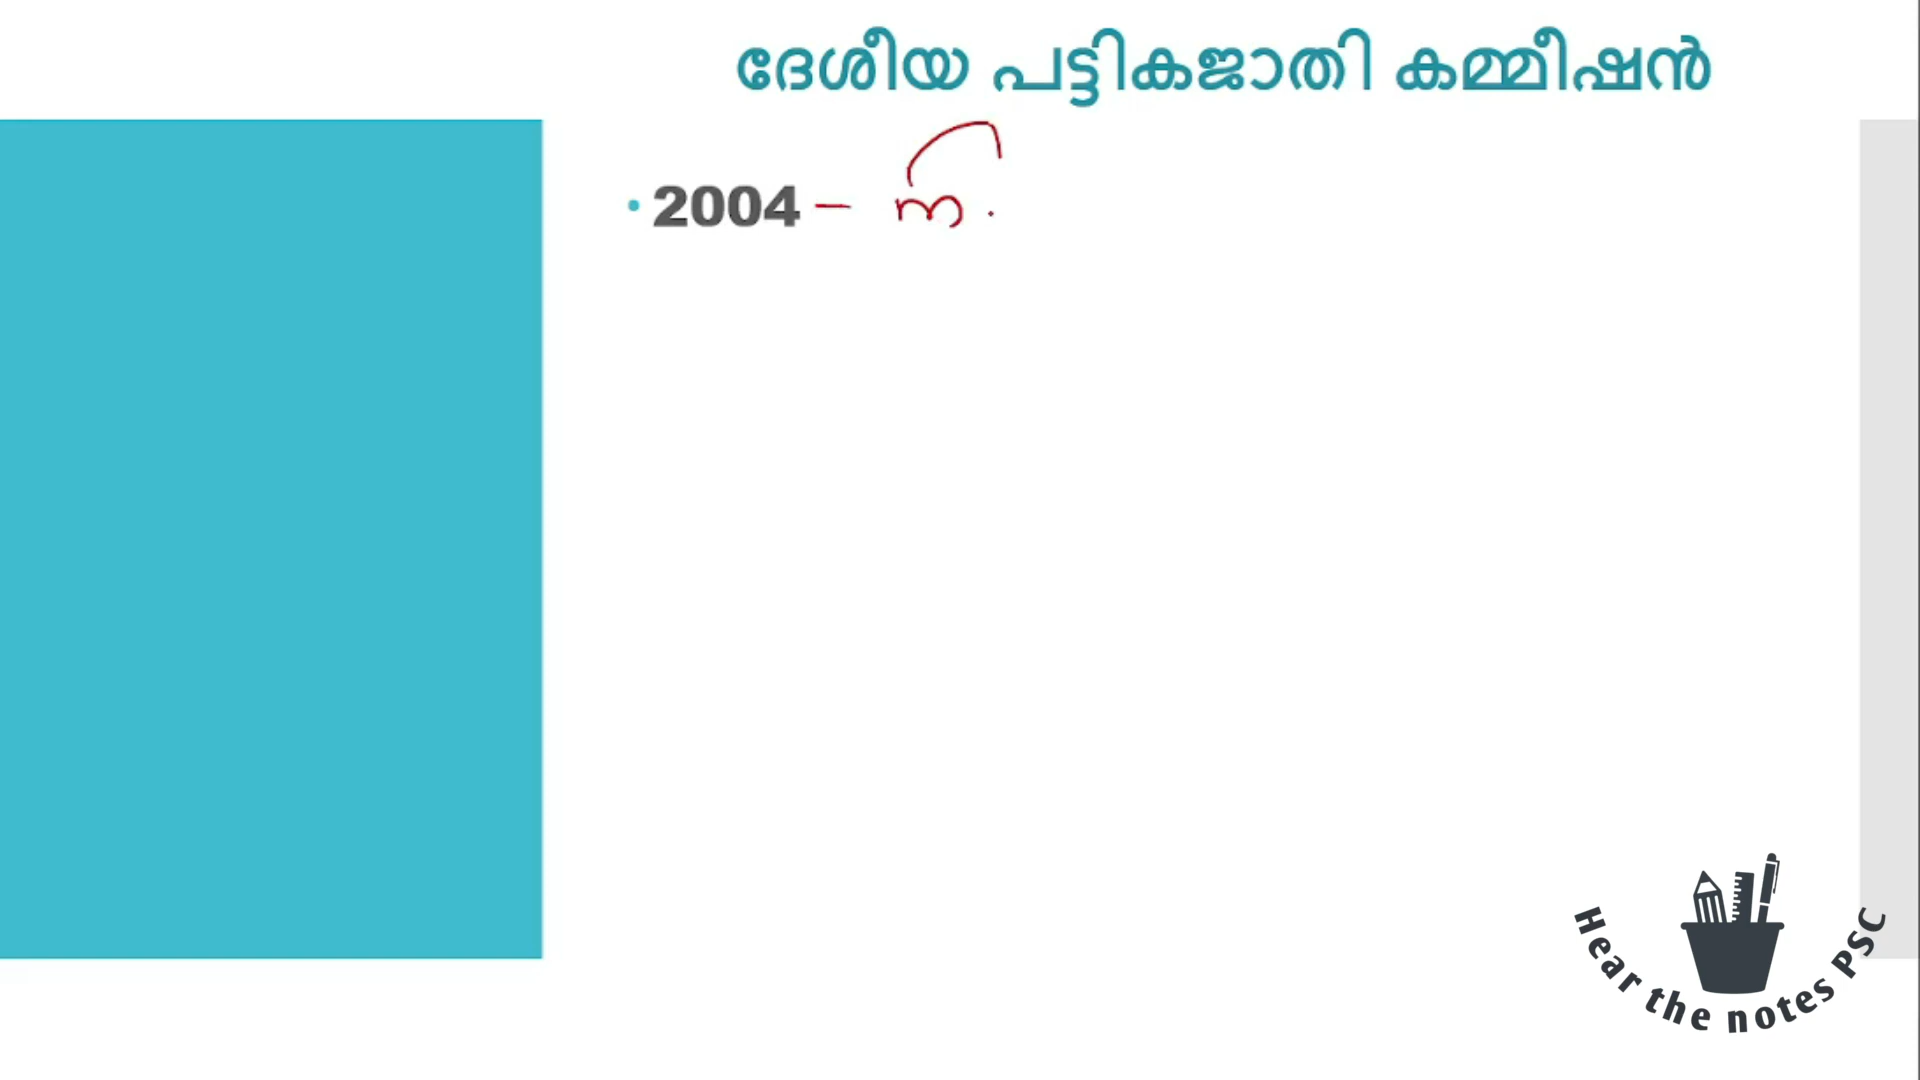 ദേശീയ പട്ടികജാതി കമ്മീഷൻ
• 2004 – നി.
Hear the notes PSC